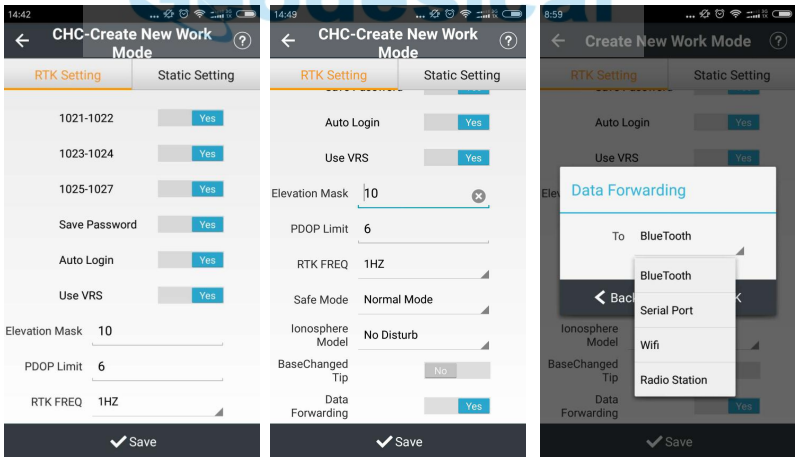 14:42
CHC-Create New Work
Mode
RTK Setting
Static Setting
1021-1022 Yes
1023-1024 Yes
1025-1027 Yes
Save Password Yes
Auto Login Yes
Use VRS Yes
Elevation Mask 10
PDOP Limit 6
RTK FREQ 1HZ
Save
14:49
CHC-Create New Work
Mode
RTK Setting
Static Setting
Auto Login Yes
Use VRS Yes
Elevation Mask 10
PDOP Limit 6
RTK FREQ 1HZ
Safe Mode Normal Mode
Ionosphere
Model No Disturb
BaseChanged
Tip No
Data
Forwarding Yes
Save
8:59
Create New Work Mode
RTK Setting
Static Setting
Auto Login Yes
Use VRS Yes
Data Forwarding
To BlueTooth
BlueTooth
Serial Port
Wifi
Radio Station
Ionosphere
Model
BaseChanged
Tip
Data
Forwarding Yes
Save